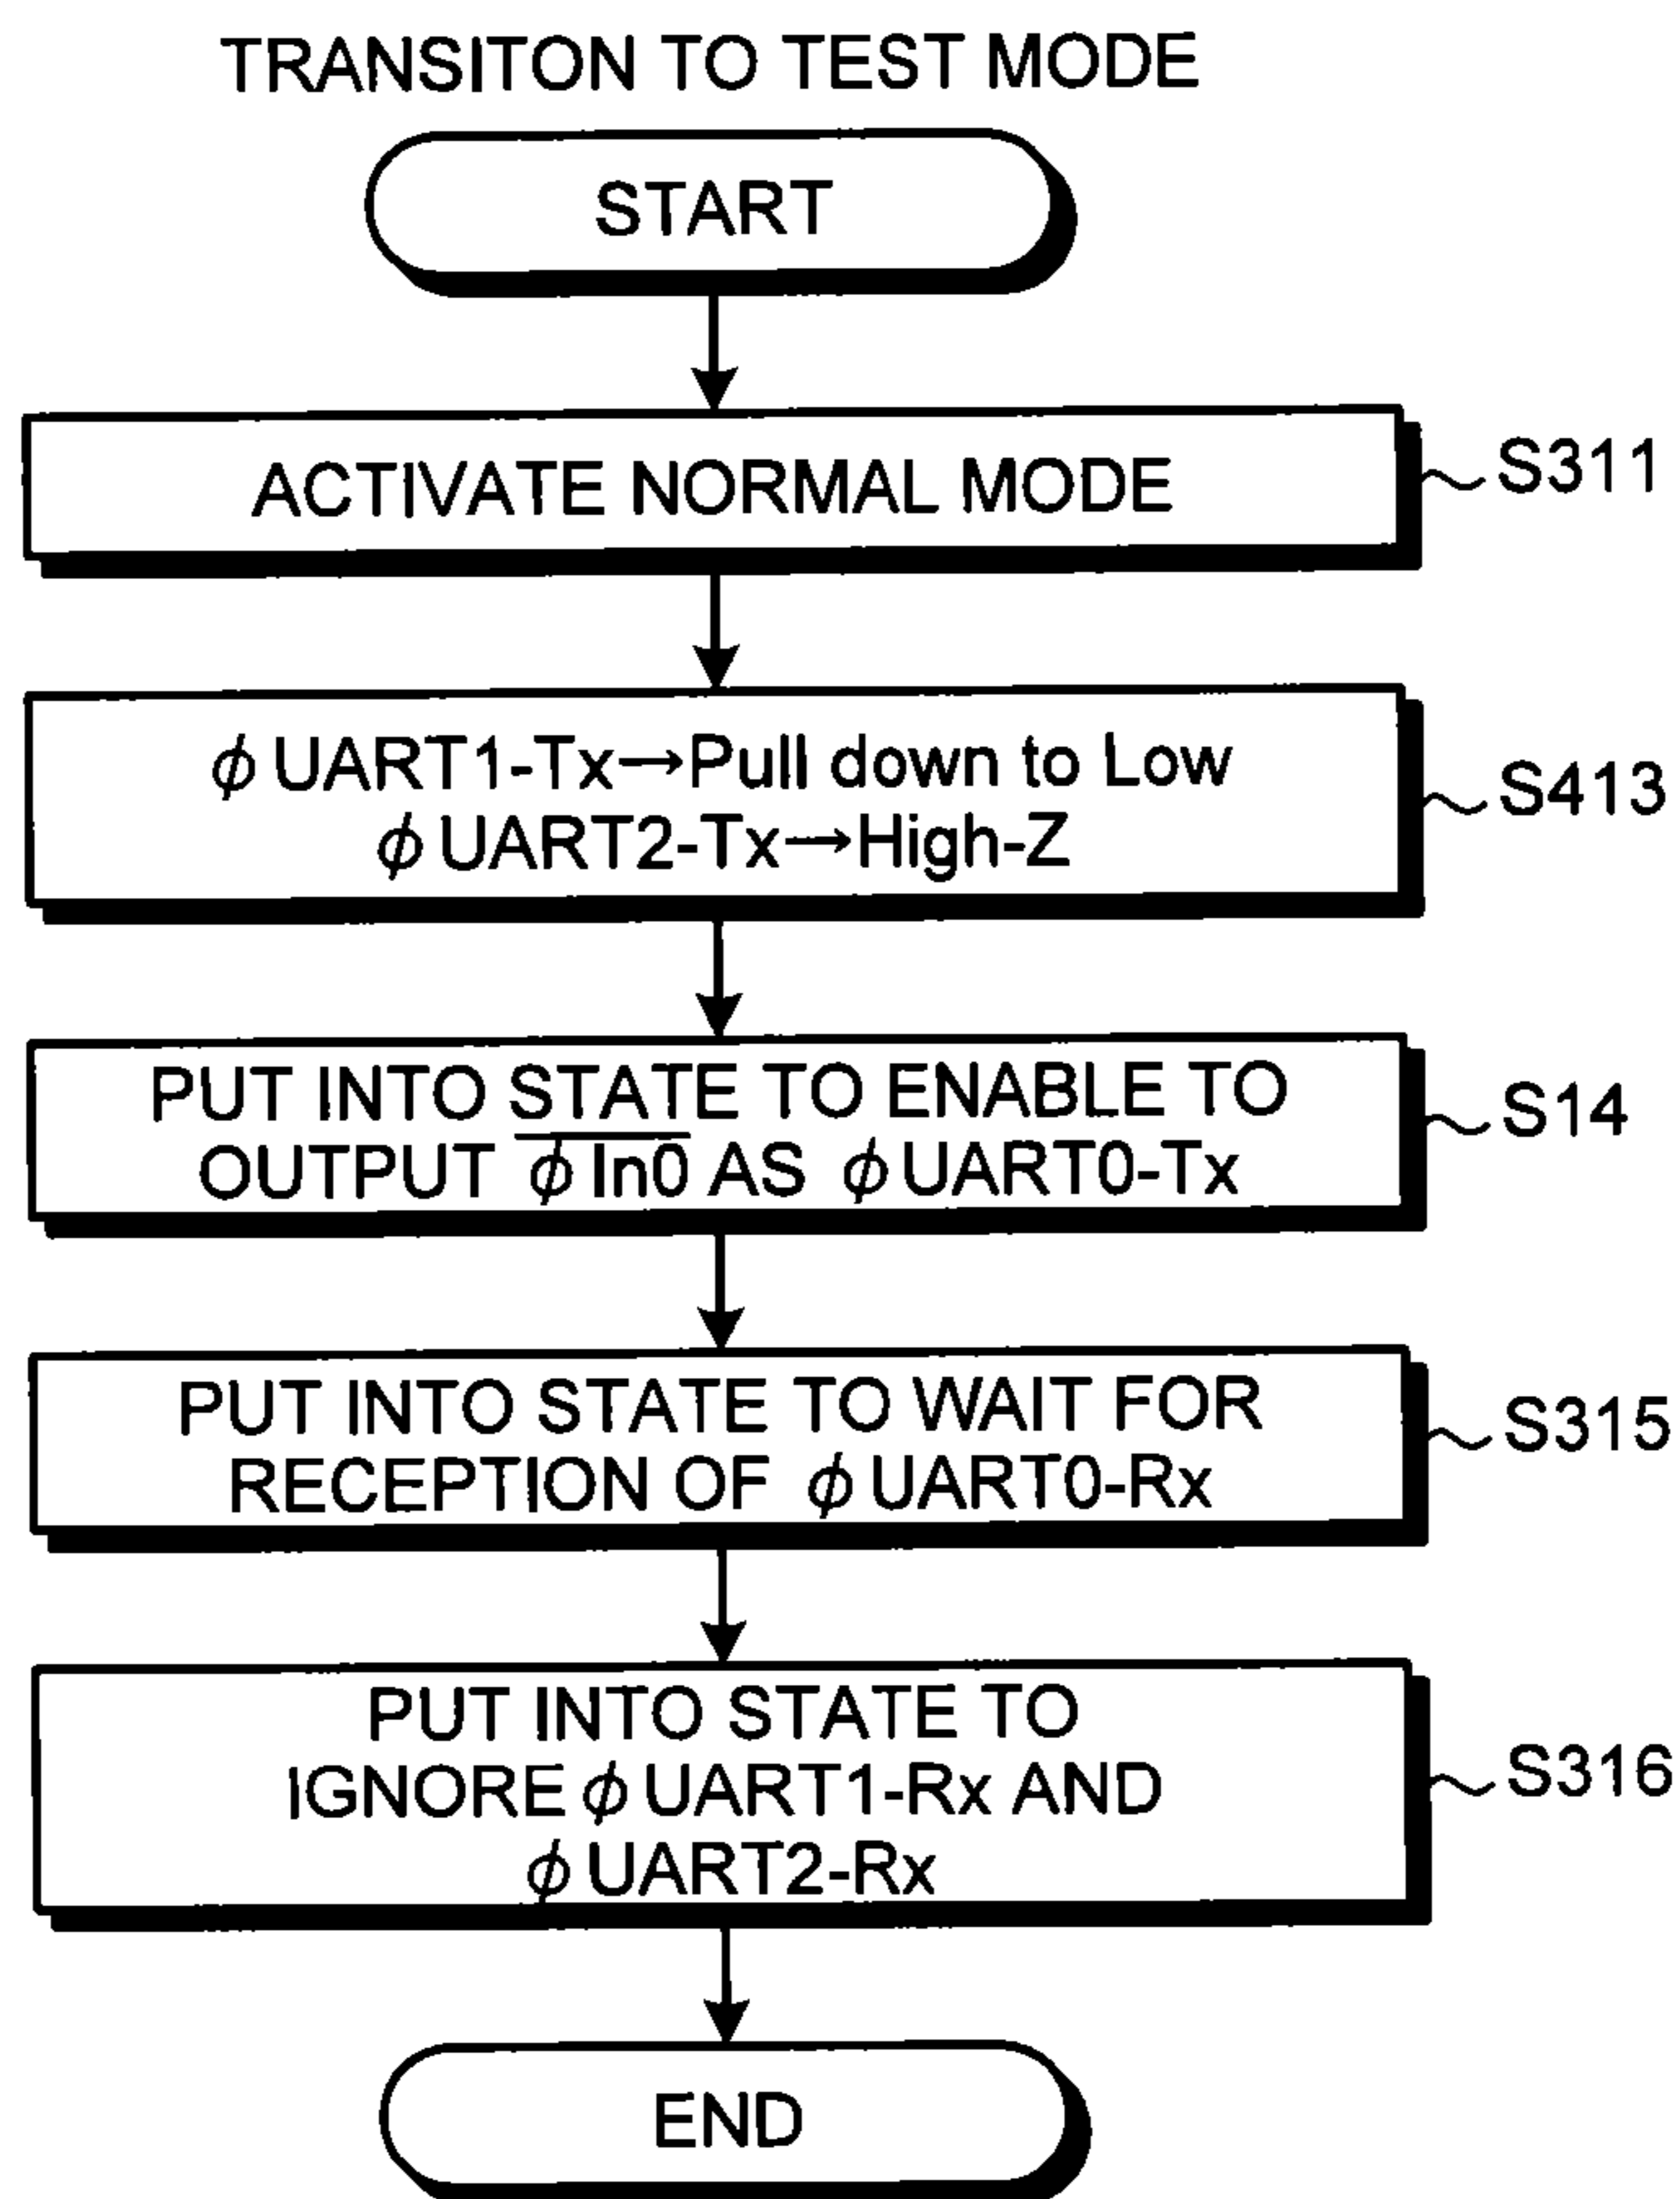 TRANSITON TO TEST MODE
START
ACTIVATE NORMAL MODE
S311
φUART1-Tx→Pull down to Low
φUART2-Tx→High-Z
S413
PUT INTO STATE TO ENABLE TO
OUTPUT φ̅I̅n̅0̅ AS φUART0-Tx
S14
PUT INTO STATE TO WAIT FOR
RECEPTION OF φUART0-Rx
S315
PUT INTO STATE TO
IGNORE φUART1-Rx AND
φUART2-Rx
S316
END